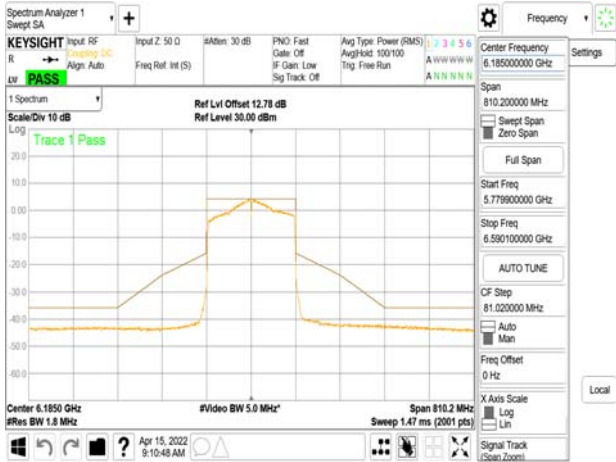 Spectrum Analyzer 1
Swept SA
Frequency
Settings
KEYSIGHT
R
LV
PASS
Input: RF
Coupling: DC
Align: Auto
Input Z: 50 Ω
Freq Ref: Int (S)
#Atten: 30 dB
PNO: Fast
Gate: Off
IF Gain: Low
Sig Track: Off
Avg Type: Power (RMS)
Avg|Hold: 100/100
Trig: Free Run
1 2 3 4 5 6
A W W W W W
A N N N N N
1 Spectrum
Scale/Div 10 dB
Log
Ref Lvl Offset 12.78 dB
Ref Level 30.00 dBm
Trace 1 Pass
20.0
10.0
0.00
-10.0
-20.0
-30.0
-40.0
-50.0
-60.0
Center 6.1850 GHz
#Res BW 1.8 MHz
#Video BW 5.0 MHz*
Span 810.2 MHz
Sweep 1.47 ms (2001 pts)
Center Frequency
6.185000000 GHz
Span
810.200000 MHz
Swept Span
Zero Span
Full Span
Start Freq
5.779900000 GHz
Stop Freq
6.590100000 GHz
AUTO TUNE
CF Step
81.020000 MHz
Auto
Man
Freq Offset
0 Hz
X Axis Scale
Log
Lin
Signal Track
(Span Zoom)
Local
?
Apr 15, 2022
9:10:48 AM